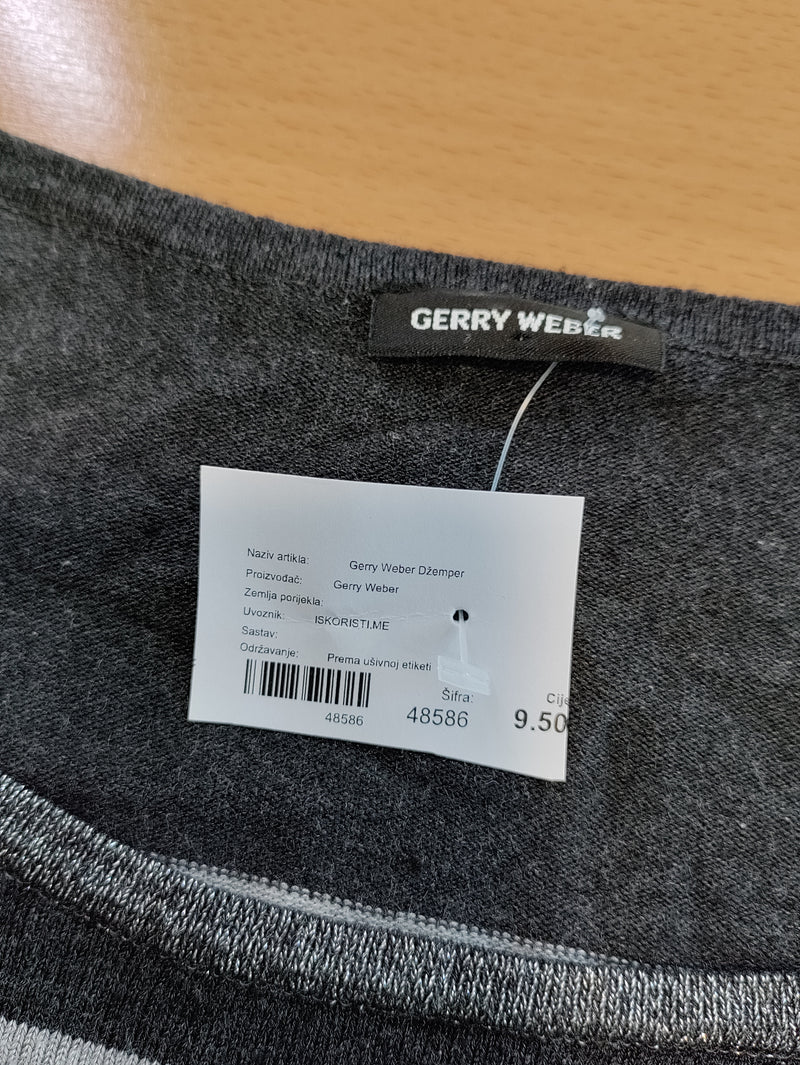 GERRY WEBER
Naziv artikla: Gerry Weber Džemper
Proizvođač: Gerry Weber
Zemlja porijekla:
Uvoznik: ISKORISTI.ME
Sastav:
Održavanje: Prema ušivnoj etiketi
Šifra: Cije
48586 48586 9.50